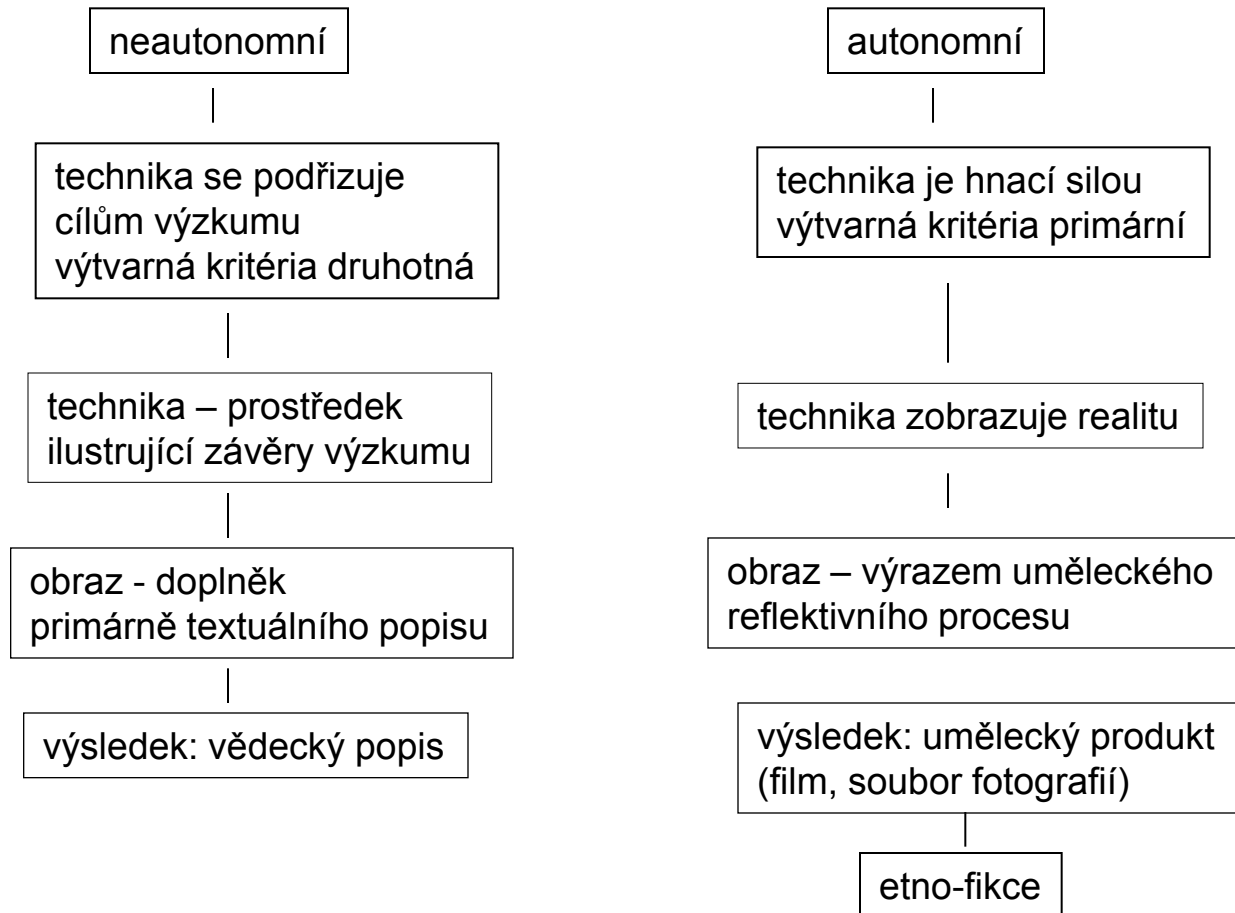 neautonomní
technika se podřizuje
cílům výzkumu
výtvarná kritéria druhotná
technika – prostředek
ilustrující závěry výzkumu
obraz - doplněk
primárně textuálního popisu
výsledek: vědecký popis
autonomní
technika je hnací silou
výtvarná kritéria primární
technika zobrazuje realitu
obraz – výrazem uměleckého
reflektivního procesu
výsledek: umělecký produkt
(film, soubor fotografií)
etno-fikce